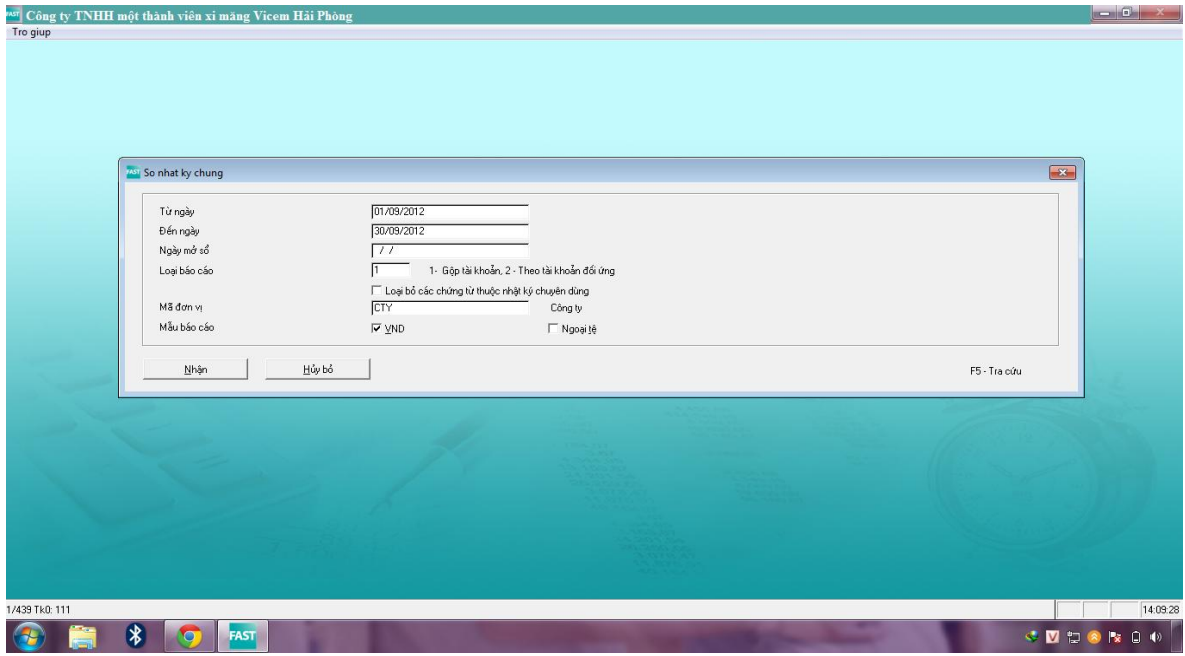 FAST Công ty TNHH một thành viên xi măng Vicem Hải Phòng
Tro giup
FAST So nhat ky chung
Từ ngày 01/09/2012
Đến ngày 30/09/2012
Ngày mở sổ / /
Loại báo cáo 1 1- Gộp tài khoản, 2 - Theo tài khoản đối ứng
Loại bỏ các chứng từ thuộc nhật ký chuyên dùng
Mã đơn vị CTY Công ty
Mẫu báo cáo VND Ngoại tệ
Nhận Hủy bỏ F5 - Tra cứu
1/439 Tk0: 111 14:09:28
FAST V